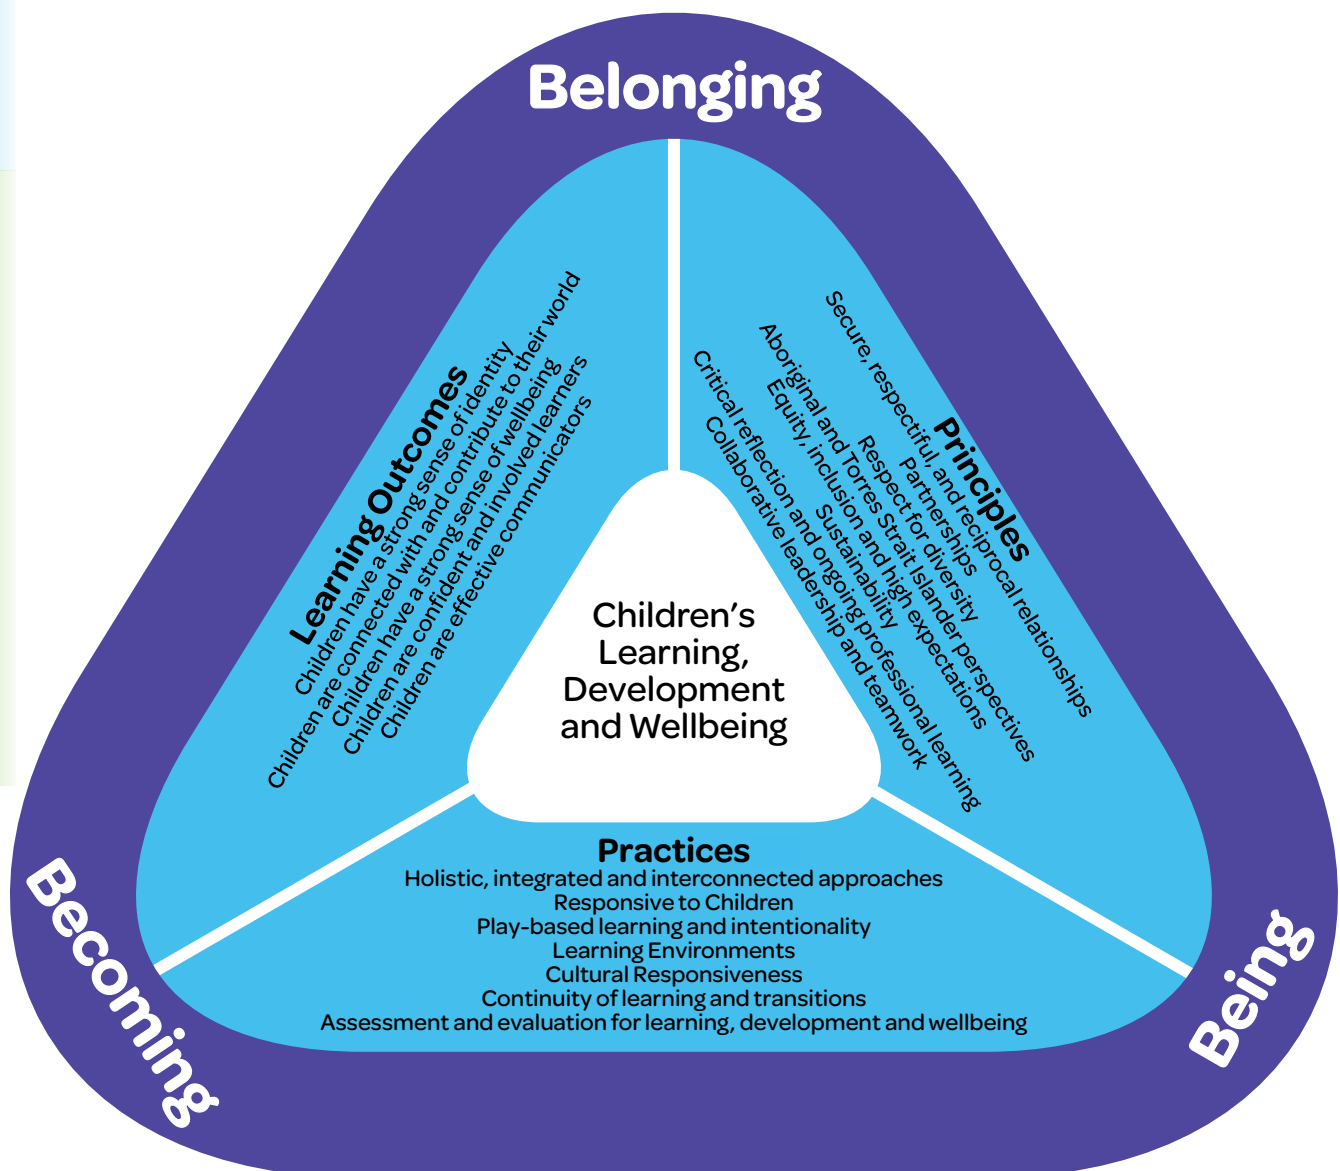 Belonging
Learning Outcomes
Children have a strong sense of identity
Children are connected with and contribute to their world
Children have a strong sense of wellbeing
Children are confident and involved learners
Children are effective communicators
Principles
Secure, respectiful, and reciprocal relationships
Partnerships
Respect for diversity
Aboriginal and Torres Strait Islander perspectives
Equity, inclusion and high expectations
Sustainability
Critical reflection and ongoing professional learning
Collaborative leadership and teamwork
Children’s
Learning,
Development
and Wellbeing
Practices
Holistic, integrated and interconnected approaches
Responsive to Children
Play-based learning and intentionality
Learning Environments
Cultural Responsiveness
Continuity of learning and transitions
Assessment and evaluation for learning, development and wellbeing
Becoming
Being